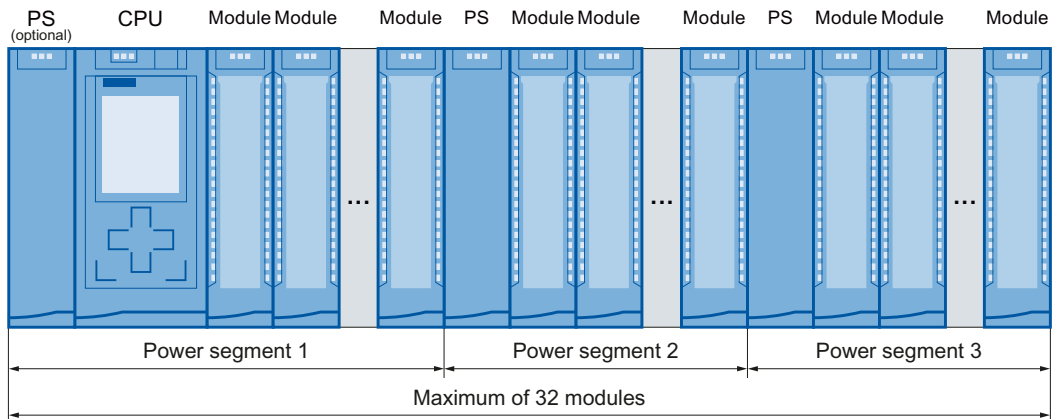 PS CPU Module Module Module PS Module Module Module PS Module Module Module
(optional)
... ... ...
Power segment 1 Power segment 2 Power segment 3
Maximum of 32 modules